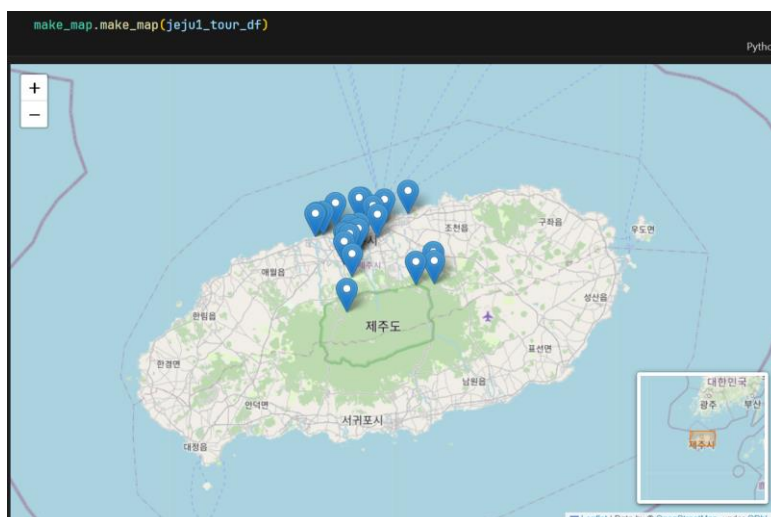 make_map.make_map(jeju1_tour_df)
Pytho
+
−
구좌읍
우도면
조천읍
시
제주시
애월읍
성산읍
한림읍
제주도
표선면
한경면
남원읍
안덕면
서귀포시
대정읍
대한민국
광주
부산
제주시